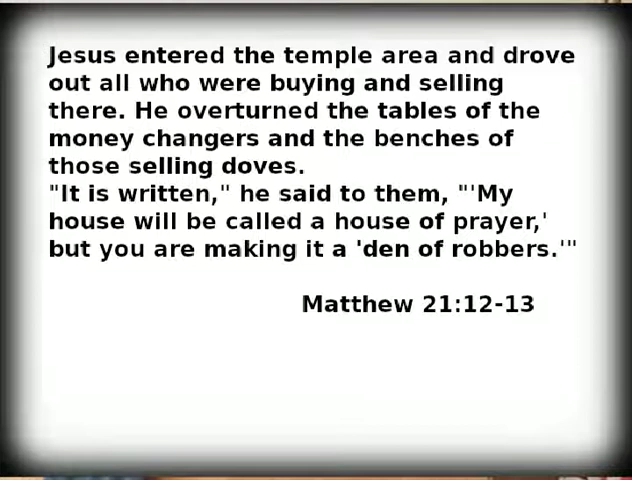 Jesus entered the temple area and drove
out all who were buying and selling
there. He overturned the tables of the
money changers and the benches of
those selling doves.
"It is written," he said to them, "'My
house will be called a house of prayer,'
but you are making it a 'den of robbers.'"
Matthew 21:12-13